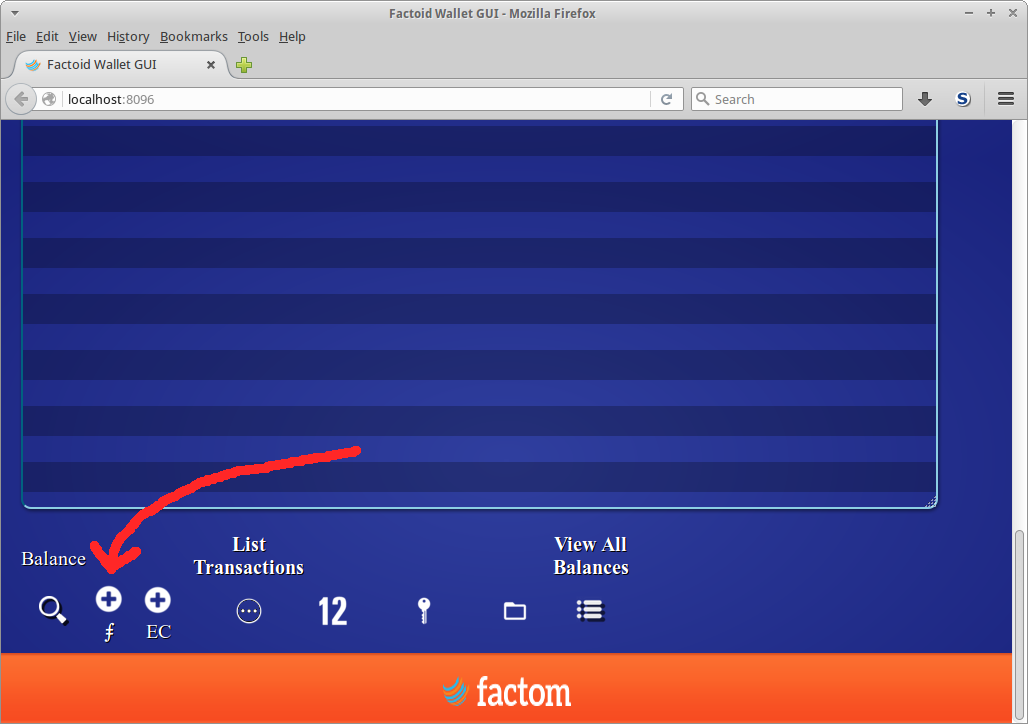 Factoid Wallet GUI - Mozilla Firefox
File Edit View History Bookmarks Tools Help
Factoid Wallet GUI
localhost:8096
Search
S
Balance
List
Transactions
View All
Balances
12
⨎
EC
factom